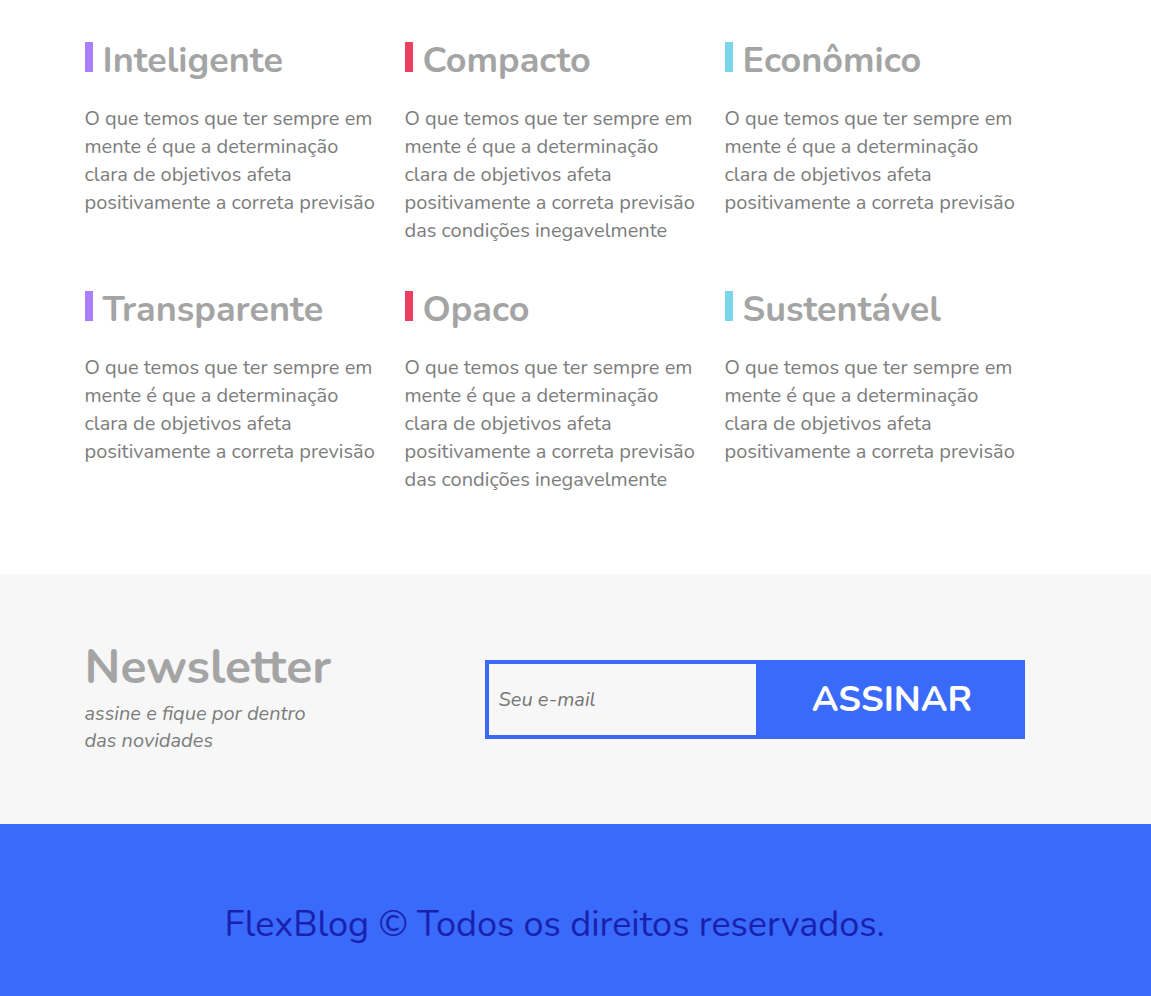 Inteligente
O que temos que ter sempre em
mente é que a determinação
clara de objetivos afeta
positivamente a correta previsão
Compacto
O que temos que ter sempre em
mente é que a determinação
clara de objetivos afeta
positivamente a correta previsão
das condições inegavelmente
Econômico
O que temos que ter sempre em
mente é que a determinação
clara de objetivos afeta
positivamente a correta previsão
Transparente
O que temos que ter sempre em
mente é que a determinação
clara de objetivos afeta
positivamente a correta previsão
Opaco
O que temos que ter sempre em
mente é que a determinação
clara de objetivos afeta
positivamente a correta previsão
das condições inegavelmente
Sustentável
O que temos que ter sempre em
mente é que a determinação
clara de objetivos afeta
positivamente a correta previsão
Newsletter
assine e fique por dentro
das novidades
Seu e-mail
ASSINAR
FlexBlog © Todos os direitos reservados.